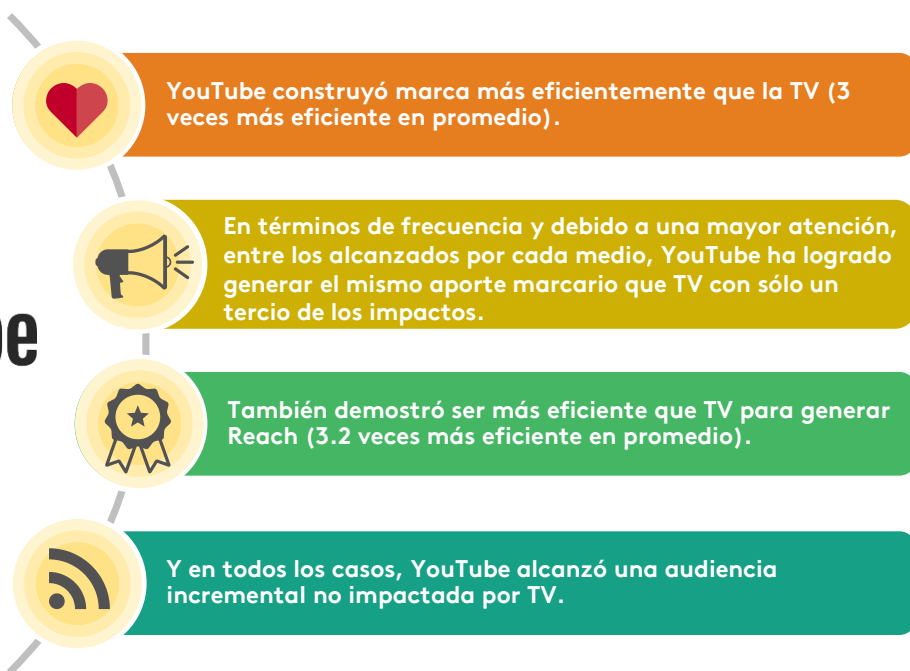 YouTube construyó marca más eficientemente que la TV (3
veces más eficiente en promedio).
En términos de frecuencia y debido a una mayor atención,
entre los alcanzados por cada medio, YouTube ha logrado
generar el mismo aporte marcario que TV con sólo un
tercio de los impactos.
También demostró ser más eficiente que TV para generar
Reach (3.2 veces más eficiente en promedio).
Y en todos los casos, YouTube alcanzó una audiencia
incremental no impactada por TV.